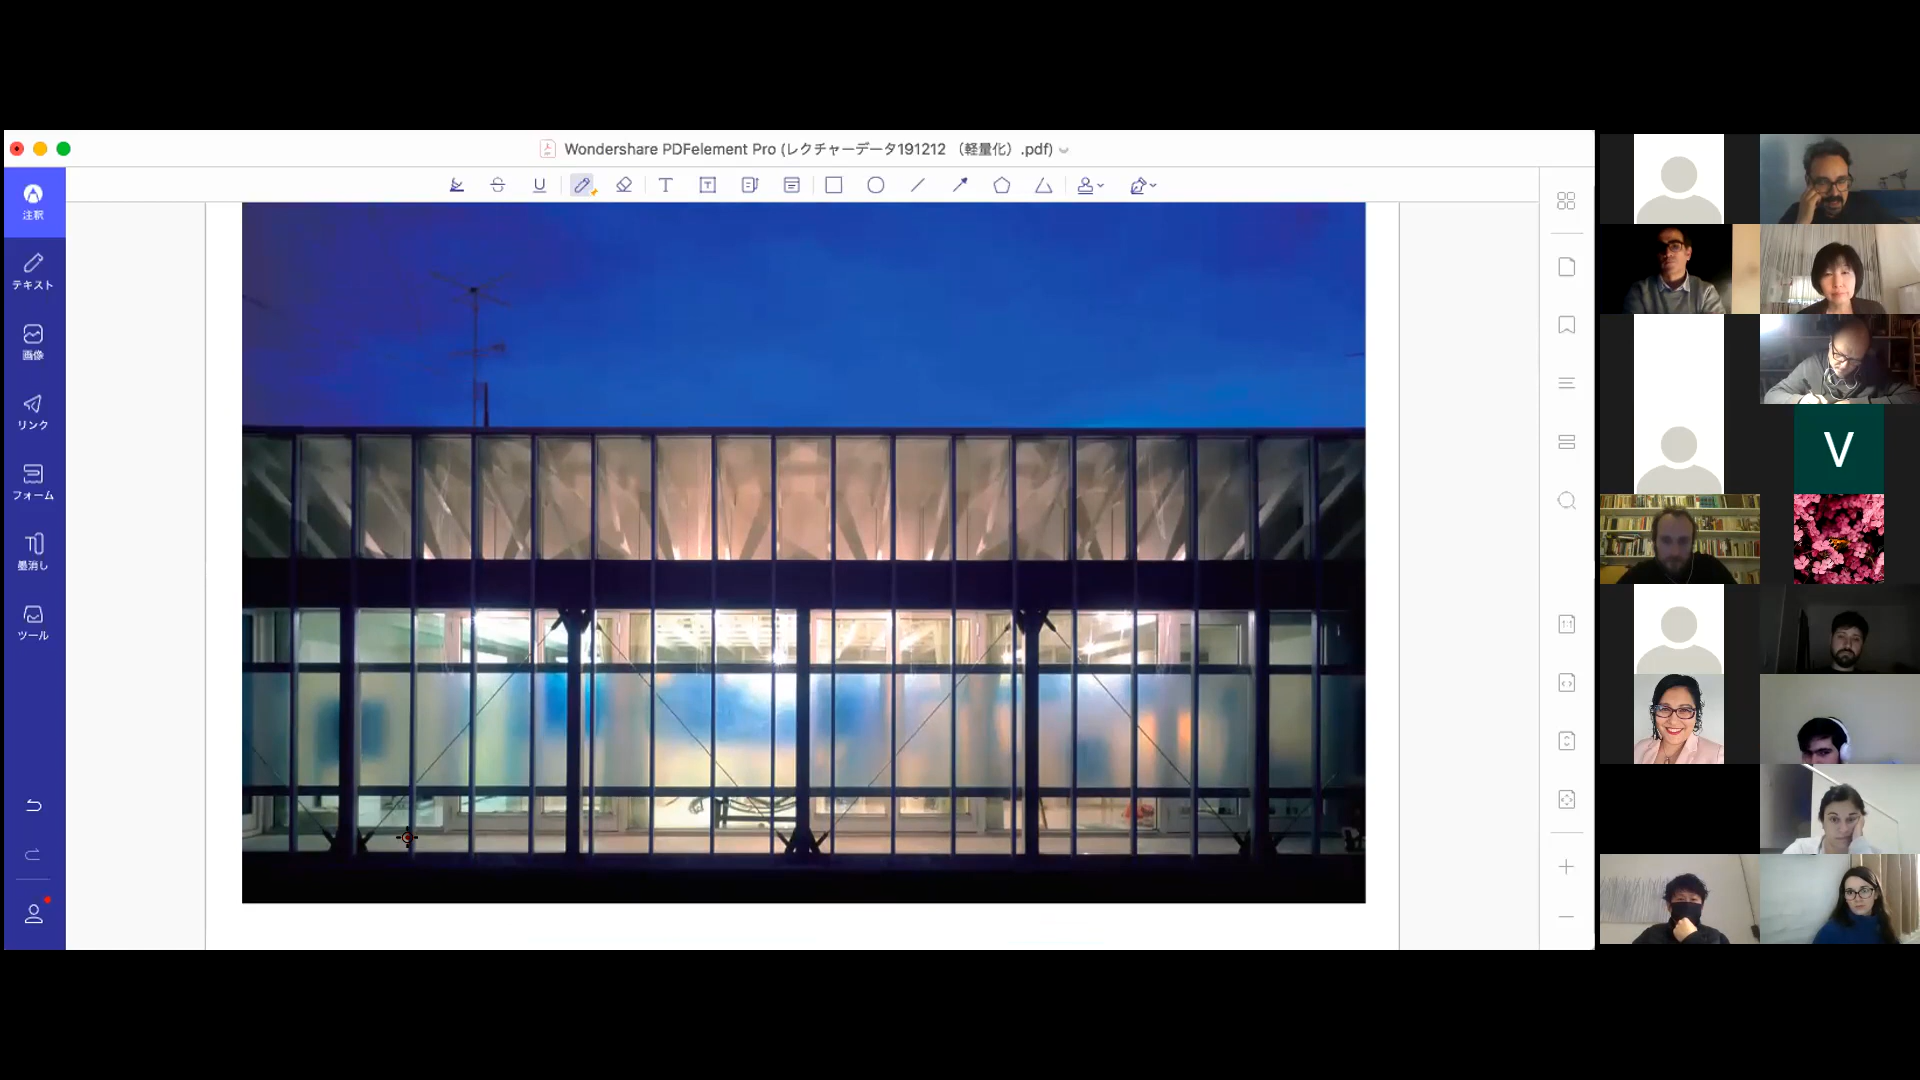 Wondershare PDFelement Pro (レクチャーデータ191212 （軽量化）.pdf)
注釈
テキスト
画像
リンク
フォーム
墨消し
ツール
V